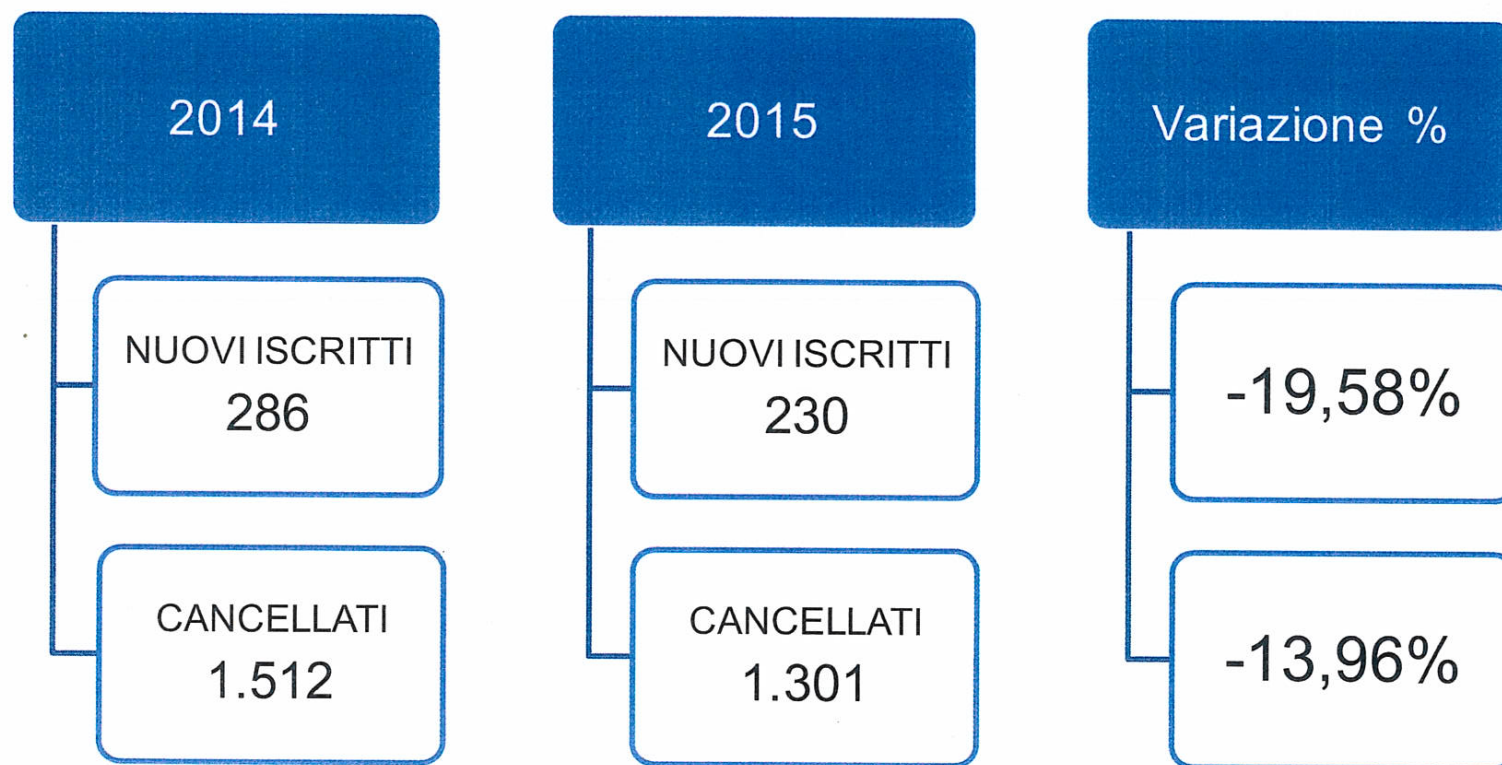 2014
NUOVI ISCRITTI
286
CANCELLATI
1.512
2015
NUOVI ISCRITTI
230
CANCELLATI
1.301
Variazione %
-19,58%
-13,96%